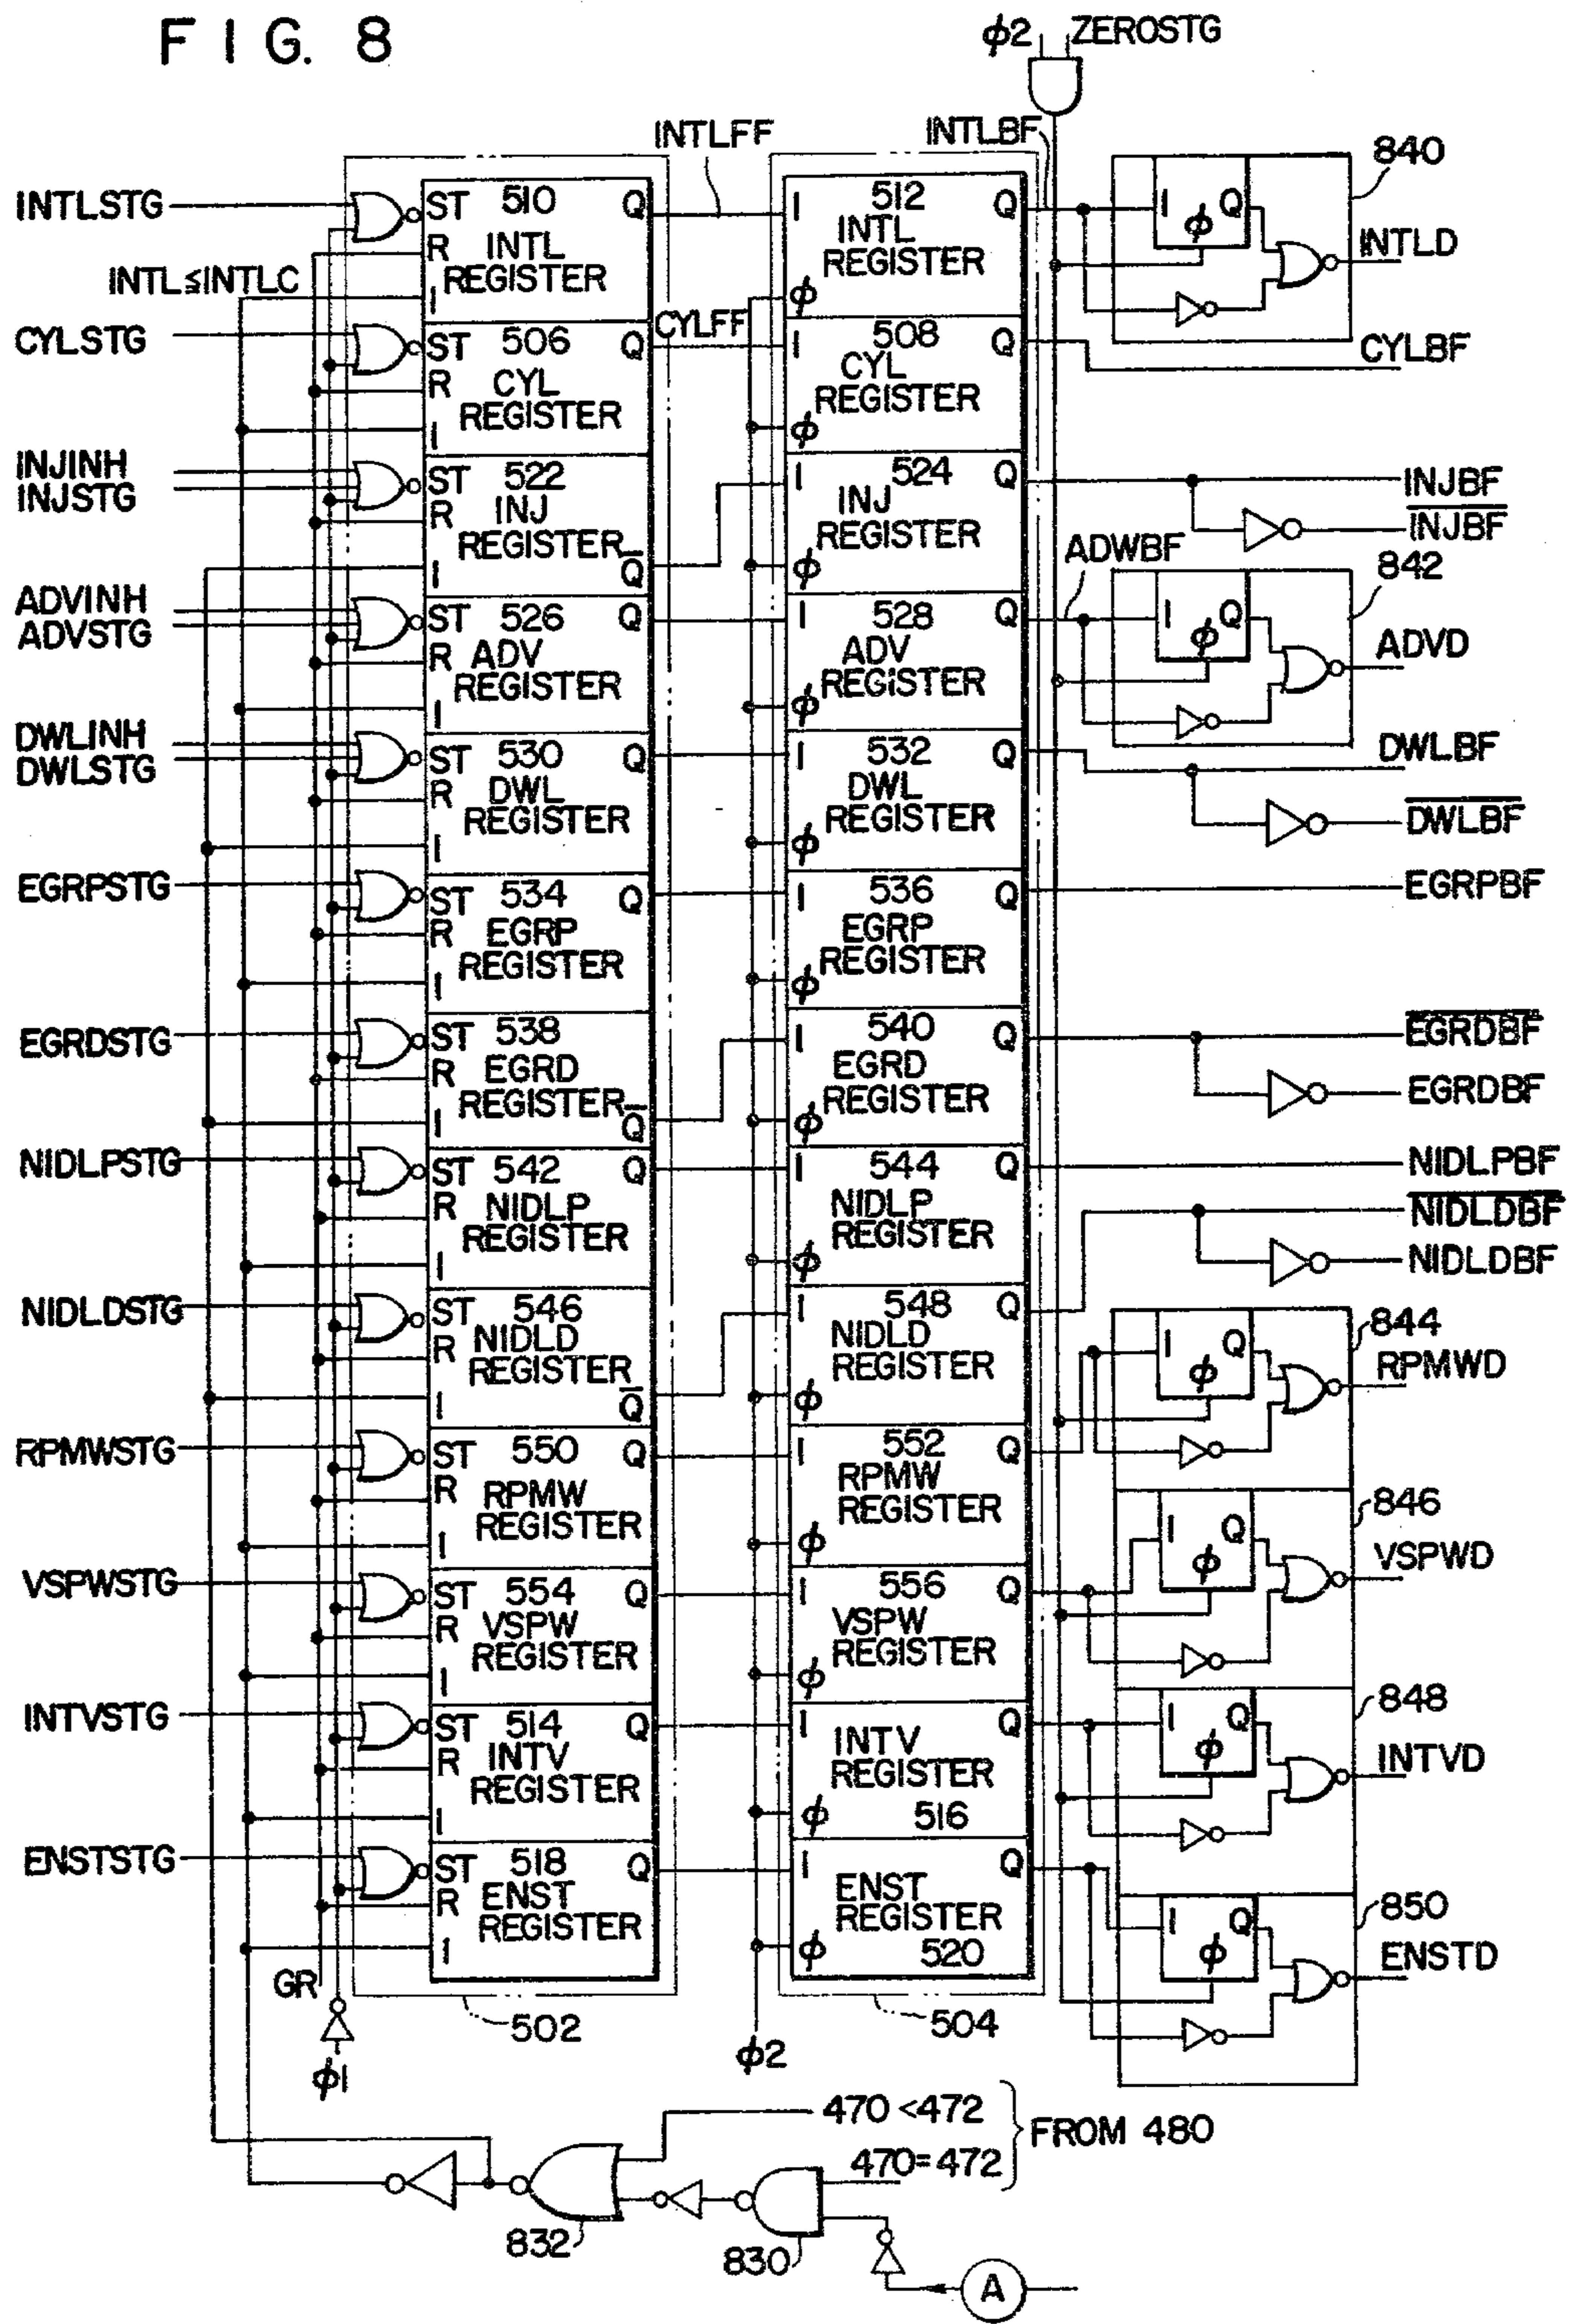 FIG. 8
φ2 ZEROSTG
INTLFF
INTLBF
840
INTLSTG
ST 510 Q
INTL
R REGISTER
I
I 512 Q
INTL
REGISTER
φ
I Q
φ
INTLD
INTL≦INTLC
CYLSTG
ST 506 Q
R CYL
REGISTER
I
CYLFF
I 508 Q
CYL
REGISTER
φ
CYLBF
INJINH
INJSTG
ST 522
R INJ
REGISTER
I Q̅
I 524 Q
INJ
REGISTER
φ
INJBF
I̅N̅J̅B̅F̅
ADWBF
842
ADVINH
ADVSTG
ST 526 Q
R ADV
REGISTER
I
I 528 Q
ADV
REGISTER
φ
I Q
φ
ADVD
DWLINH
DWLSTG
ST 530 Q
R DWL
REGISTER
I
I 532 Q
DWL
REGISTER
φ
DWLBF
D̅W̅L̅B̅F̅
EGRPSTG
ST 534 Q
R EGRP
REGISTER
I
I 536 Q
EGRP
REGISTER
φ
EGRPBF
EGRDSTG
ST 538
R EGRD
REGISTER
I Q̅
I 540 Q
EGRD
REGISTER
φ
E̅G̅R̅D̅B̅F̅
EGRDBF
NIDLPSTG
ST 542 Q
R NIDLP
REGISTER
I
I 544 Q
NIDLP
REGISTER
φ
NIDLPBF
N̅I̅D̅L̅D̅B̅F̅
NIDLDBF
NIDLDSTG
ST 546
R NIDLD
REGISTER
I Q̅
I 548 Q
NIDLD
REGISTER
φ
844
I Q
φ
RPMWD
RPMWSTG
ST 550 Q
R RPMW
REGISTER
I
I 552 Q
RPMW
REGISTER
φ
846
I Q
φ
VSPWD
VSPWSTG
ST 554 Q
R VSPW
REGISTER
I
I 556 Q
VSPW
REGISTER
φ
848
I Q
φ
INTVD
INTVSTG
ST 514 Q
R INTV
REGISTER
I
I Q
INTV
REGISTER
φ 516
850
I Q
φ
ENSTD
ENSTSTG
ST 518 Q
R ENST
REGISTER
I
I Q
ENST
REGISTER
φ 520
GR
φ1
502
φ2
504
470<472
470=472
FROM 480
832
830
A